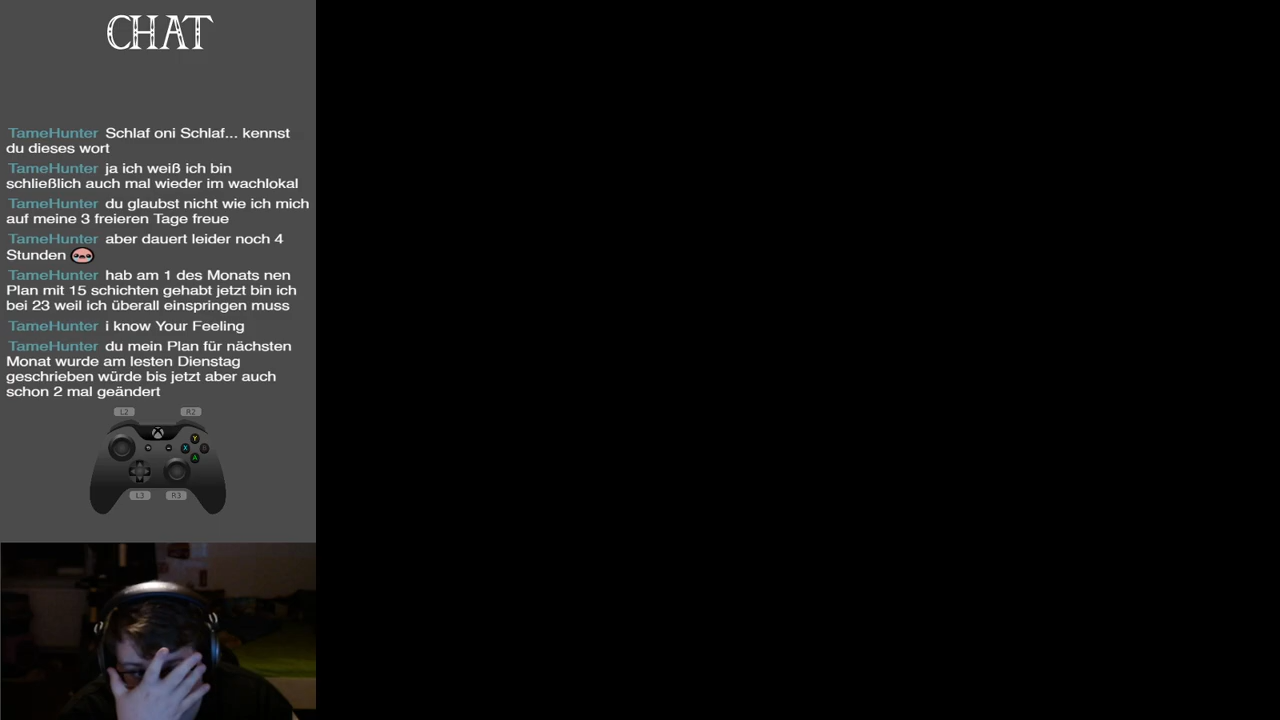 CHAT
TameHunter Schlaf oni Schlaf... kennst
du dieses wort
TameHunter ja ich weiß ich bin
schließlich auch mal wieder im wachlokal
TameHunter du glaubst nicht wie ich mich
auf meine 3 freieren Tage freue
TameHunter aber dauert leider noch 4
Stunden
TameHunter hab am 1 des Monats nen
Plan mit 15 schichten gehabt jetzt bin ich
bei 23 weil ich überall einspringen muss
TameHunter i know Your Feeling
TameHunter du mein Plan für nächsten
Monat wurde am lesten Dienstag
geschrieben würde bis jetzt aber auch
schon 2 mal geändert
L2 R2
Y
X B
A
L3 R3